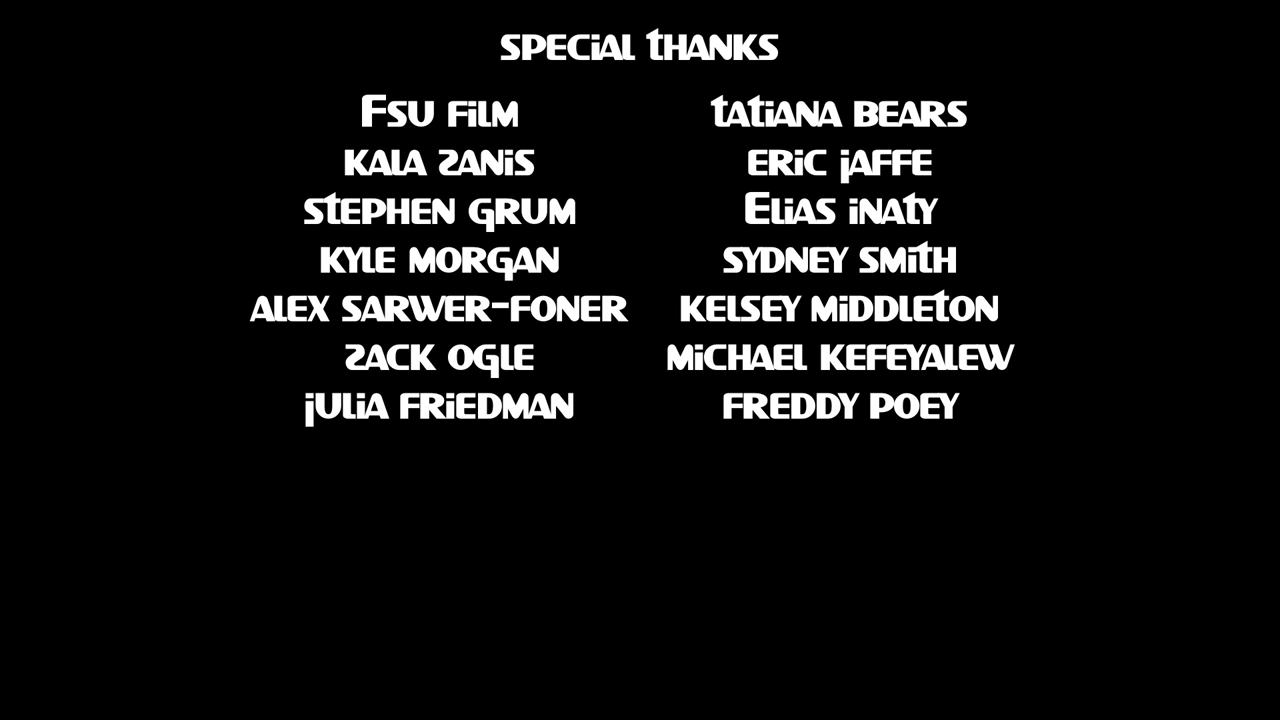 SPECIAL THANKS
FSU FILM
KALA ZANIS
STEPHEN GRUM
KYLE MORGAN
ALEX SARWER-FONER
ZACK OGLE
JULIA FRIEDMAN
TATIANA BEARS
ERIC JAFFE
ELIAS INATY
SYDNEY SMITH
KELSEY MIDDLETON
MICHAEL KEFEYALEW
FREDDY POEY